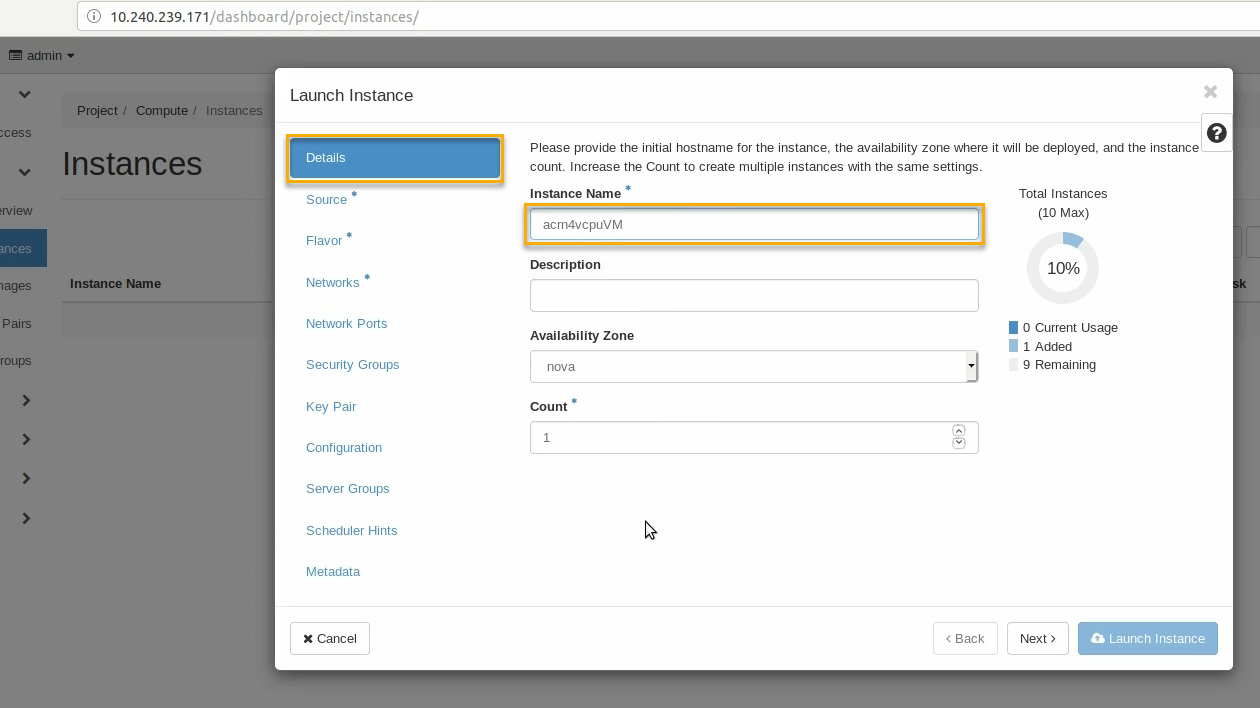 10.240.239.171/dashboard/project/instances/
admin
Project / Compute / Instances
ccess
Instances
erview
ances
mages
Pairs
roups
Instance Name
sk
Launch Instance
Details
Source *
Flavor *
Networks *
Network Ports
Security Groups
Key Pair
Configuration
Server Groups
Scheduler Hints
Metadata
Please provide the initial hostname for the instance, the availability zone where it will be deployed, and the instance
count. Increase the Count to create multiple instances with the same settings.
Instance Name *
acrn4vcpuVM
Description
Availability Zone
nova
Count *
1
Total Instances
(10 Max)
10%
0 Current Usage
1 Added
9 Remaining
Cancel
‹ Back
Next ›
Launch Instance